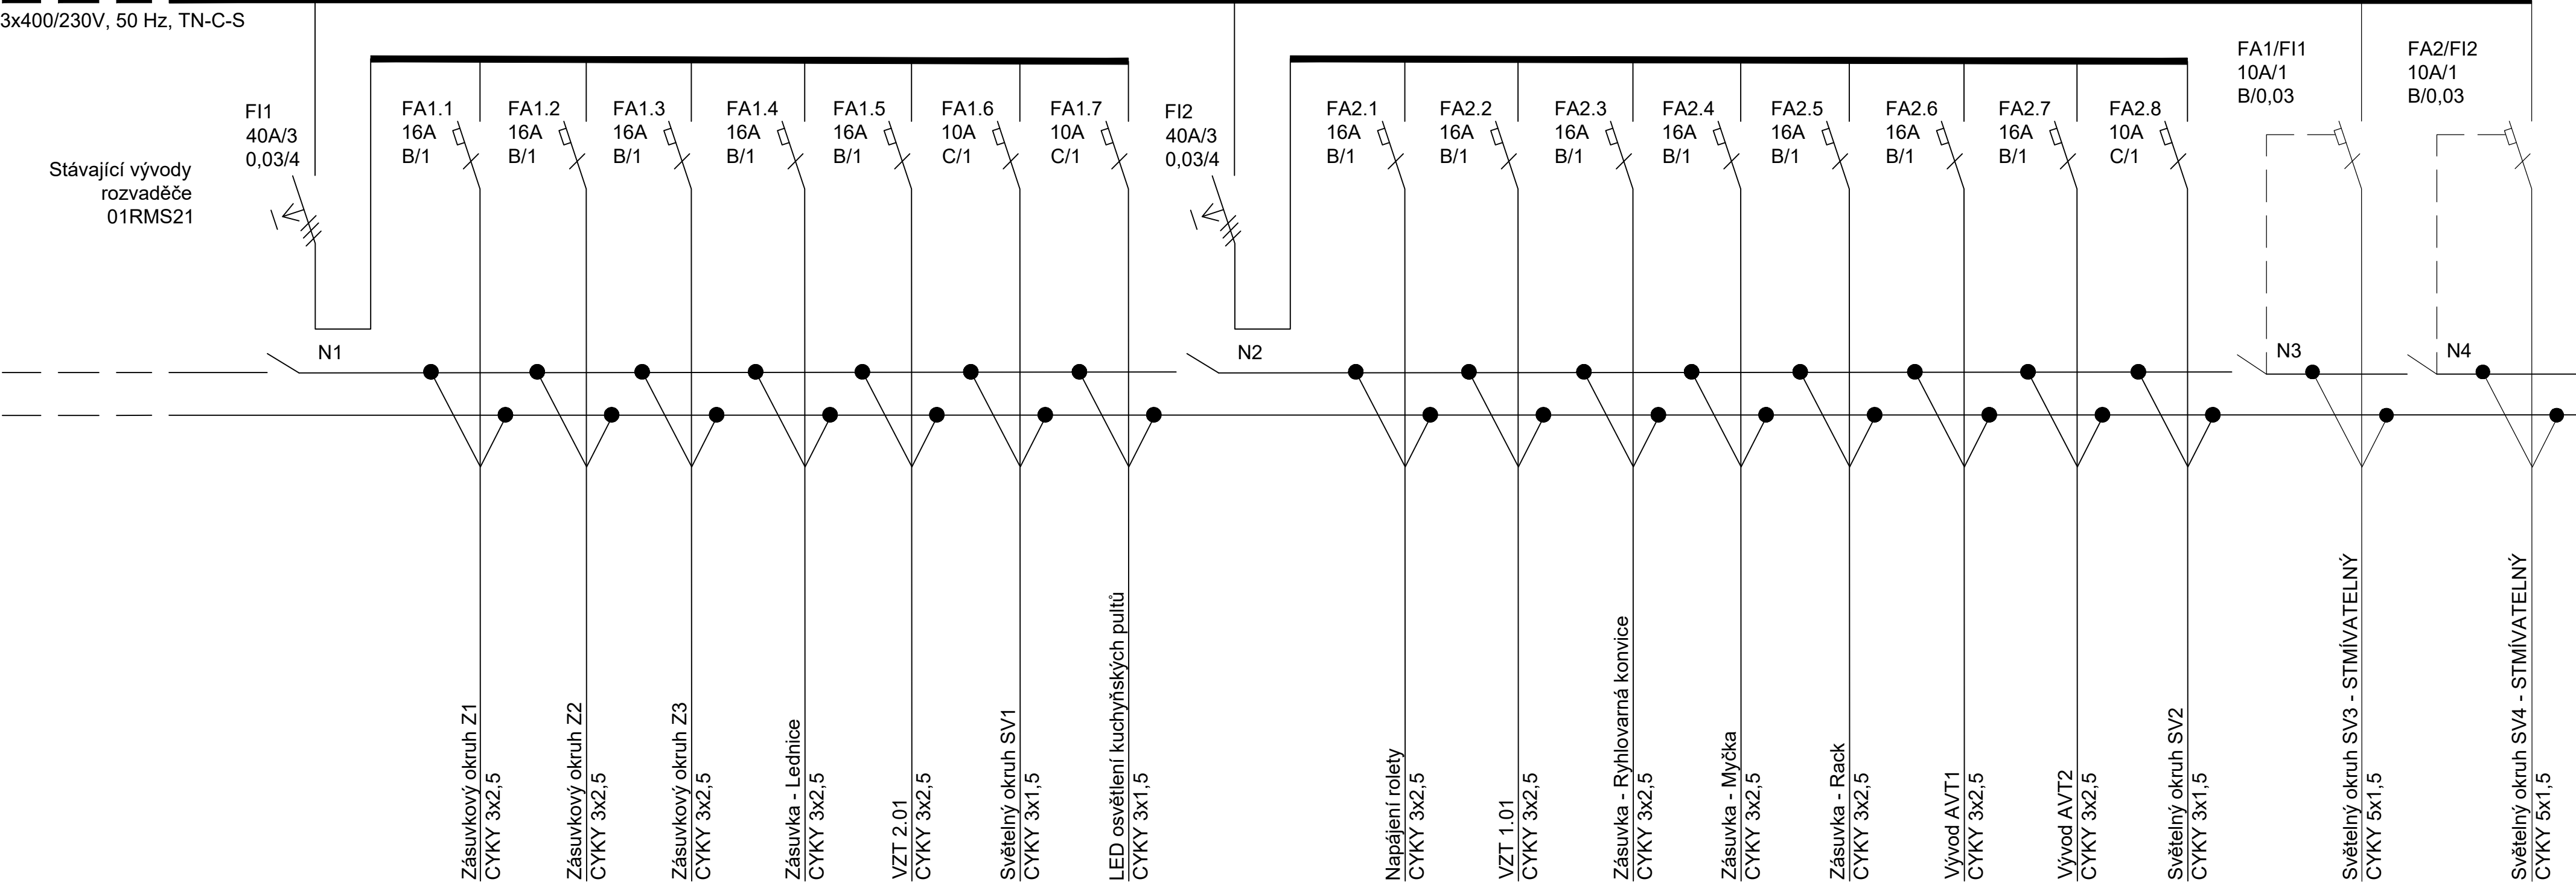 3x400/230V, 50 Hz, TN-C-S
Stávající vývody
rozvaděče
01RMS21
FI1
40A/3
0,03/4
FA1.1
16A
B/1
FA1.2
16A
B/1
FA1.3
16A
B/1
FA1.4
16A
B/1
FA1.5
16A
B/1
FA1.6
10A
C/1
FA1.7
10A
C/1
FI2
40A/3
0,03/4
FA2.1
16A
B/1
FA2.2
16A
B/1
FA2.3
16A
B/1
FA2.4
16A
B/1
FA2.5
16A
B/1
FA2.6
16A
B/1
FA2.7
16A
B/1
FA2.8
10A
C/1
FA1/FI1
10A/1
B/0,03
FA2/FI2
10A/1
B/0,03
N1
N2
N3
N4
Zásuvkový okruh Z1
CYKY 3x2,5
Zásuvkový okruh Z2
CYKY 3x2,5
Zásuvkový okruh Z3
CYKY 3x2,5
Zásuvka - Lednice
CYKY 3x2,5
VZT 2.01
CYKY 3x2,5
Světelný okruh SV1
CYKY 3x1,5
LED osvětlení kuchyňských pultů
CYKY 3x1,5
Napájení rolety
CYKY 3x2,5
VZT 1.01
CYKY 3x2,5
Zásuvka - Ryhlovarná konvice
CYKY 3x2,5
Zásuvka - Myčka
CYKY 3x2,5
Zásuvka - Rack
CYKY 3x2,5
Vývod AVT1
CYKY 3x2,5
Vývod AVT2
CYKY 3x2,5
Světelný okruh SV2
CYKY 3x1,5
Světelný okruh SV3 - STMÍVATELNÝ
CYKY 5x1,5
Světelný okruh SV4 - STMÍVATELNÝ
CYKY 5x1,5